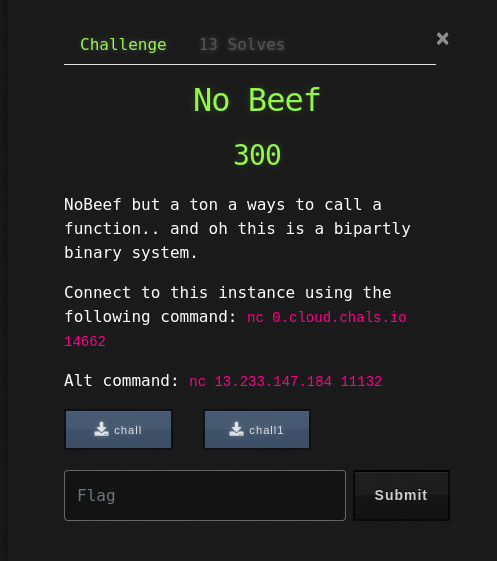 Challenge 13 Solves ×
No Beef
300
NoBeef but a ton a ways to call a
function.. and oh this is a bipartly
binary system.
Connect to this instance using the
following command: nc 0.cloud.chals.io
14662
Alt command: nc 13.233.147.184 11132
chall chall1
Flag Submit